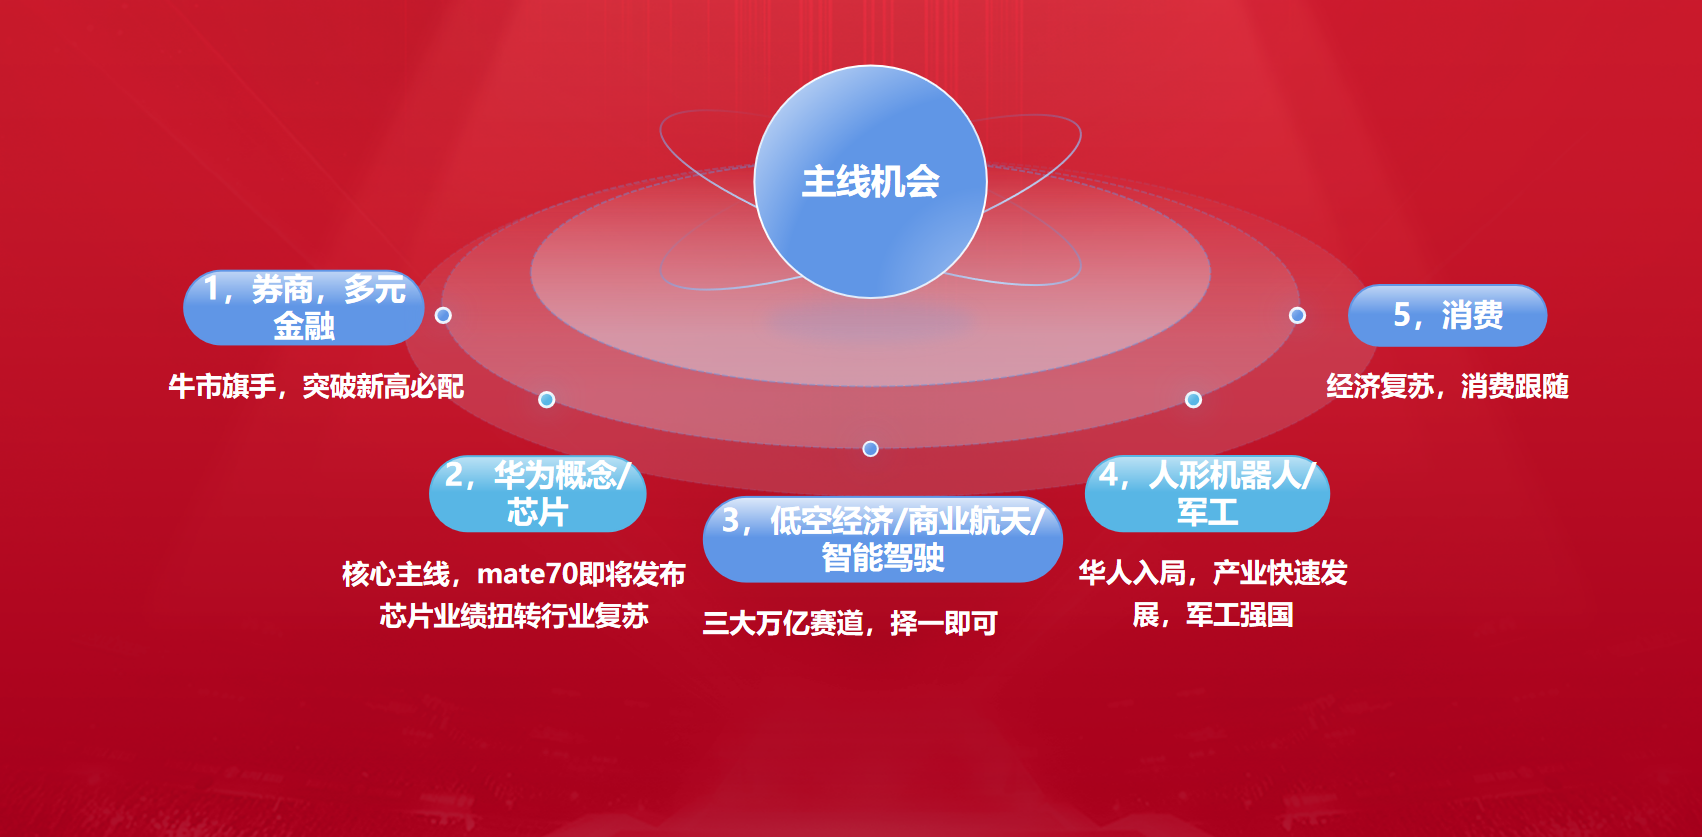 主线机会
1，券商，多元
金融
牛市旗手，突破新高必配
2，华为概念/
芯片
核心主线，mate70即将发布
芯片业绩扭转行业复苏
3，低空经济/商业航天/
智能驾驶
三大万亿赛道，择一即可
4，人形机器人/
军工
华人入局，产业快速发
展，军工强国
5，消费
经济复苏，消费跟随